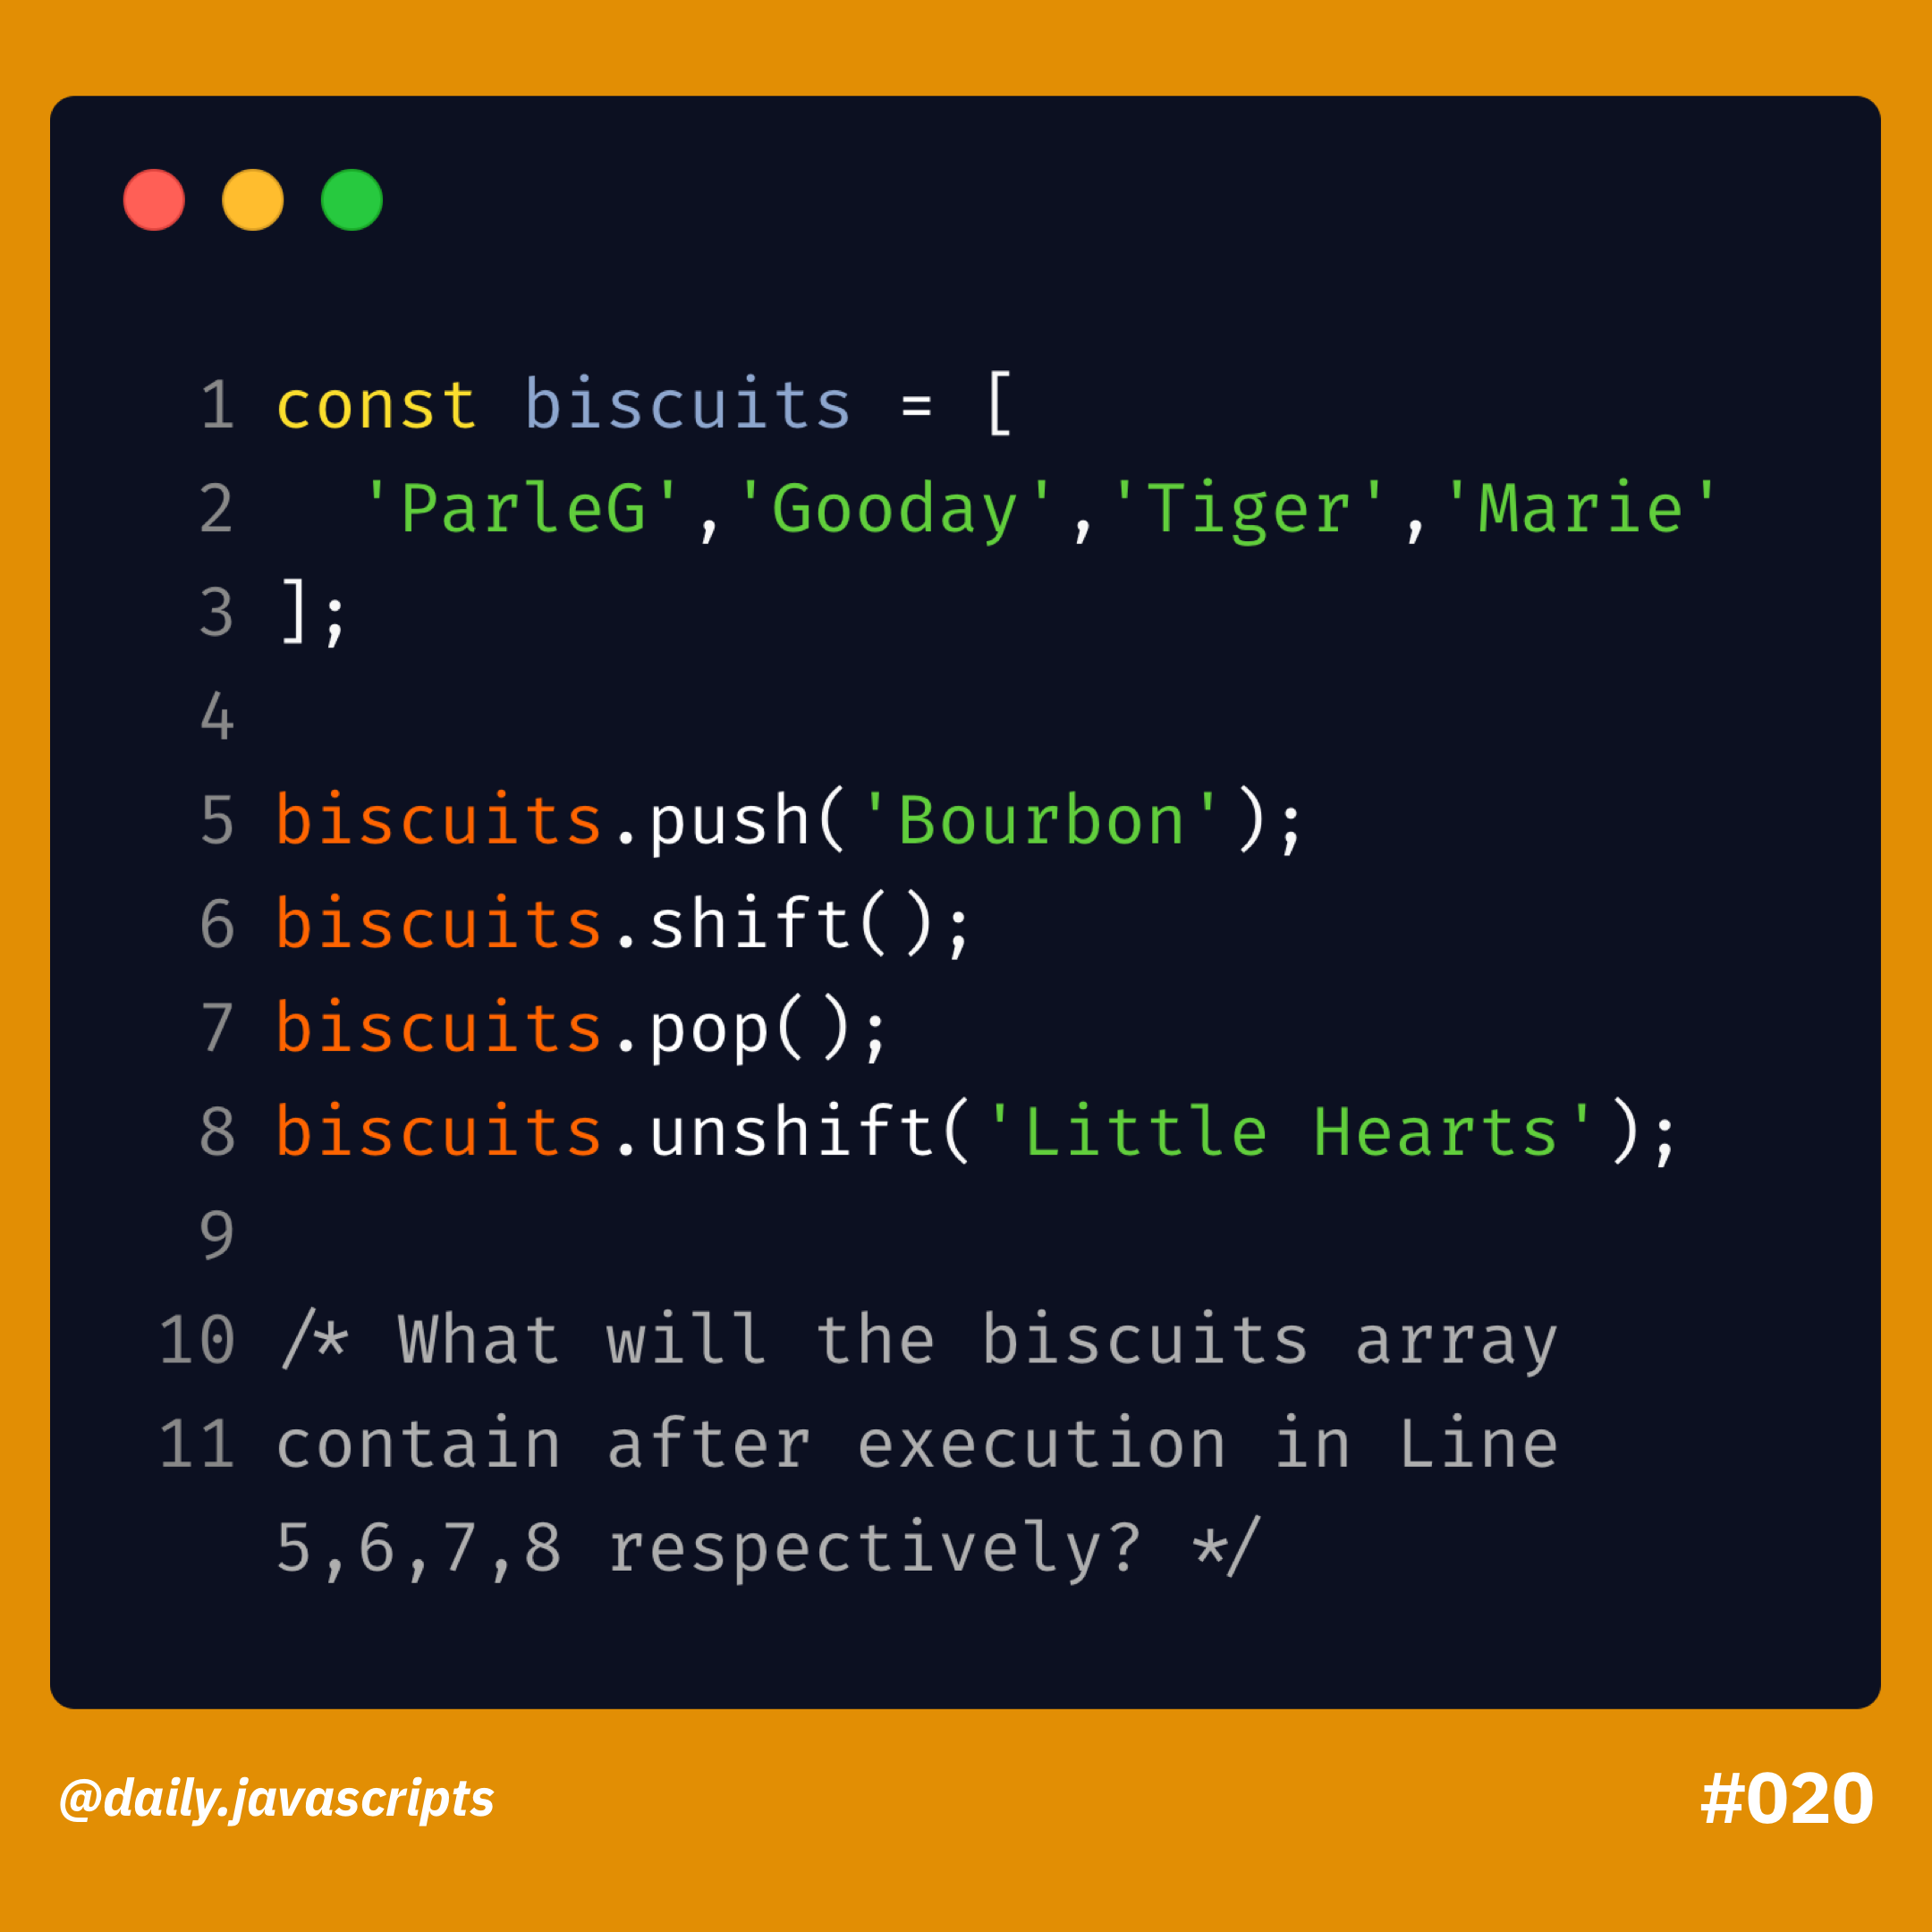 1 const biscuits = [
2   'ParleG','Gooday','Tiger','Marie'
3 ];
4
5 biscuits.push('Bourbon');
6 biscuits.shift();
7 biscuits.pop();
8 biscuits.unshift('Little Hearts');
9
10 /* What will the biscuits array
11 contain after execution in Line
5,6,7,8 respectively? */
@daily.javascripts
#020